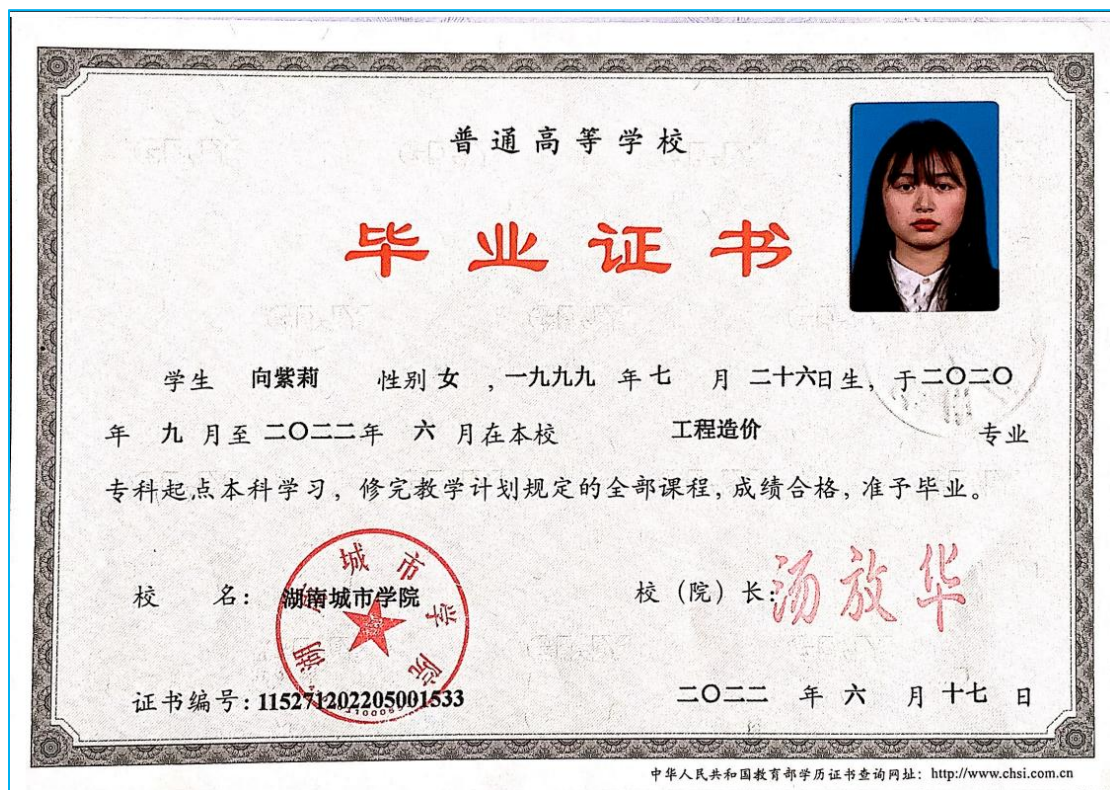 普通高等学校
毕业证书
学生 向紫莉 性别 女 ，一九九九 年 七 月 二十六日生，于二〇二〇
年 九 月至 二〇二二年 六 月在本校 工程造价 专业
专科起点本科学习，修完教学计划规定的全部课程，成绩合格，准予毕业。
校 名：湖南城市学院
湖南城市学院
校（院）长：汤放华
证书编号：115271202205001533
二〇二二 年 六 月 十七 日
中华人民共和国教育部学历证书查询网址：http://www.chsi.com.cn